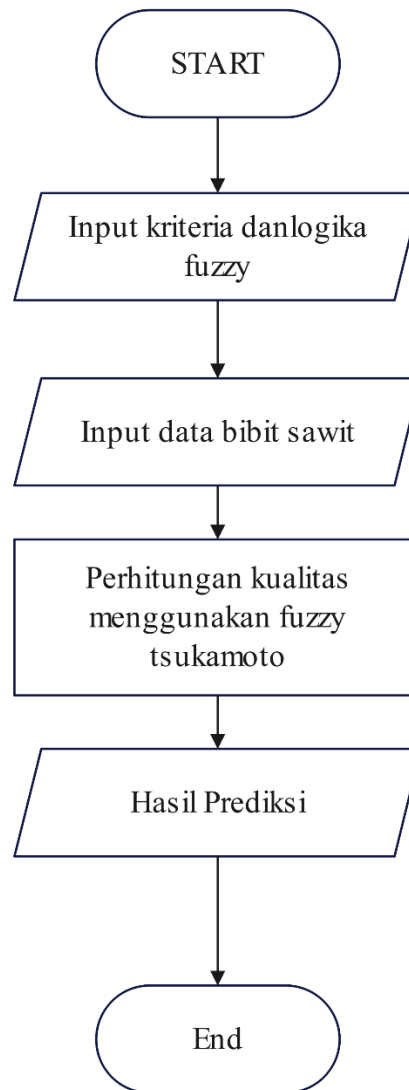 START
Input kriteria danlogika
fuzzy
Input data bibit sawit
Perhitungan kualitas
menggunakan fuzzy
tsukamoto
Hasil Prediksi
End